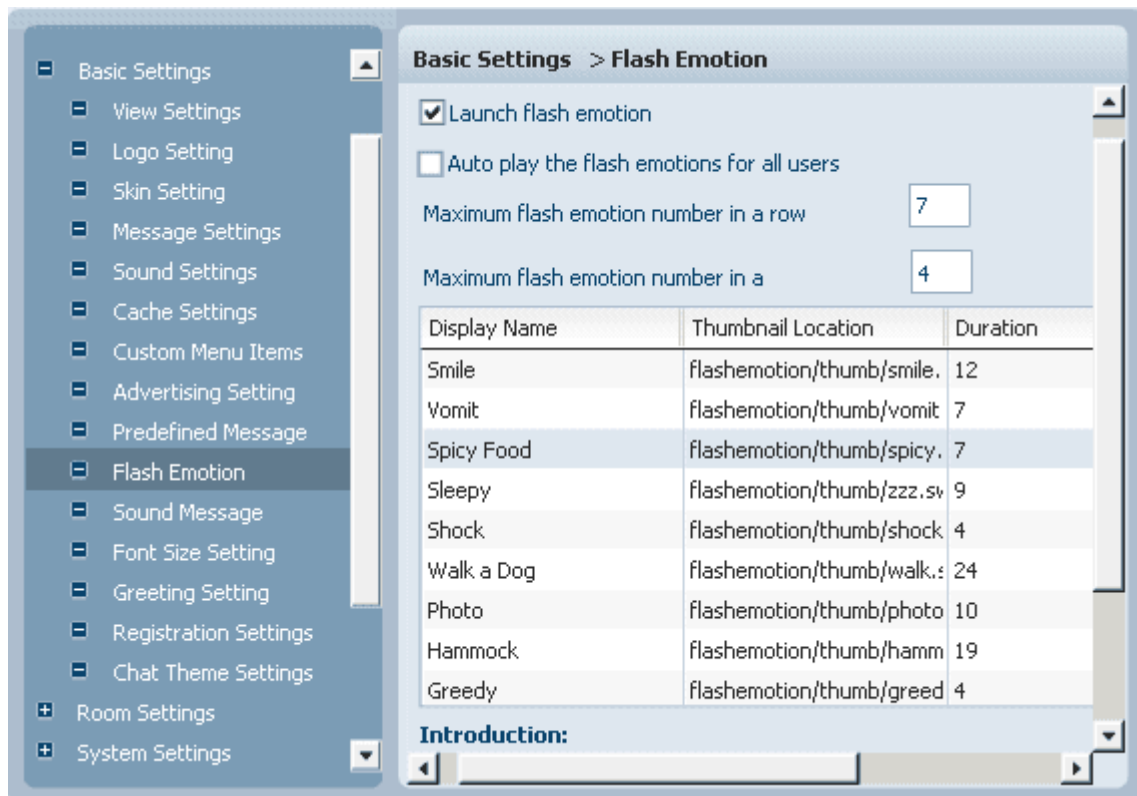 Basic Settings
View Settings
Logo Setting
Skin Setting
Message Settings
Sound Settings
Cache Settings
Custom Menu Items
Advertising Setting
Predefined Message
Flash Emotion
Sound Message
Font Size Setting
Greeting Setting
Registration Settings
Chat Theme Settings
Room Settings
System Settings
Basic Settings > Flash Emotion
Launch flash emotion
Auto play the flash emotions for all users
Maximum flash emotion number in a row 7
Maximum flash emotion number in a 4
Display Name Thumbnail Location Duration
Smile flashemotion/thumb/smile. 12
Vomit flashemotion/thumb/vomit 7
Spicy Food flashemotion/thumb/spicy. 7
Sleepy flashemotion/thumb/zzz.sw 9
Shock flashemotion/thumb/shock 4
Walk a Dog flashemotion/thumb/walk.s 24
Photo flashemotion/thumb/photo 10
Hammock flashemotion/thumb/hamm 19
Greedy flashemotion/thumb/greed 4
Introduction: